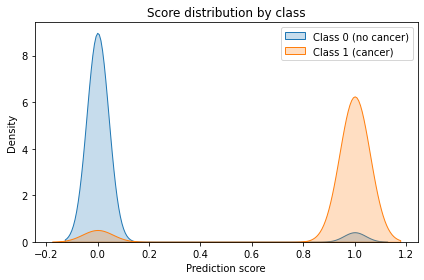 Score distribution by class
Class 0 (no cancer)
Class 1 (cancer)
Density
8
6
4
2
0
−0.2 0.0 0.2 0.4 0.6 0.8 1.0 1.2
Prediction score